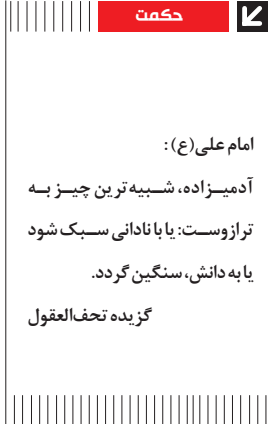 حکمت
امام علی(ع):
آدمیـزاده، شـبیه‌ترین چیـز بـه
ترازوسـت: یا با نادانی سـبک شود
یا به دانش، سنگین گردد.
گزیده تحف‌العقول